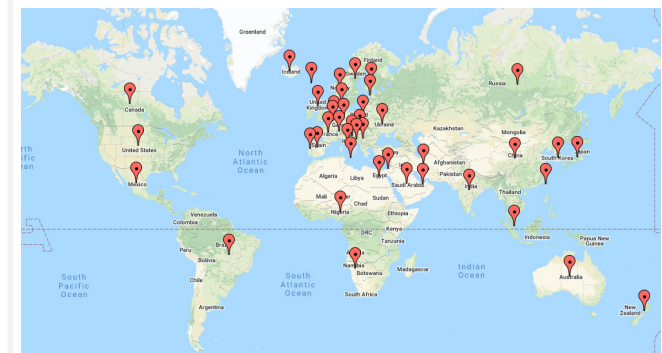 Greenland
Iceland
Finland
Sweden
Russia
Canada
United
Kingdom
Ukraine
Kazakhstan
Mongolia
France
Spain
United States
North
Atlantic
Ocean
China
South Korea
Japan
Afghanistan
Pakistan
Algeria
Libya
Egypt
Saudi Arabia
India
Mexico
Mali
Chad
Sudan
Thailand
Nigeria
Ethiopia
Venezuela
Colombia
DRC
Kenya
Tanzania
Indonesia
Papua New
Guinea
Peru
Bolivia
Namibia
Botswana
Madagascar
Indian
Ocean
Australia
South
Pacific
Ocean
Chile
South
Atlantic
Ocean
South Africa
Argentina
New
Zealand